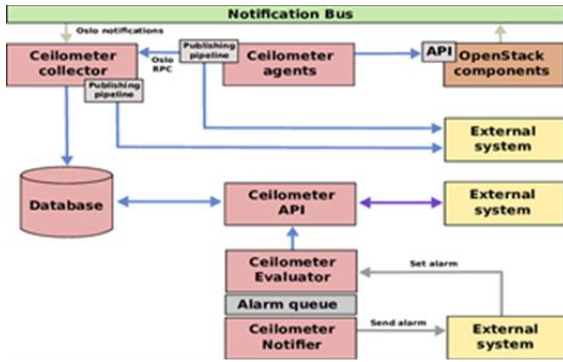 Notification Bus
Oslo notifications
Ceilometer
collector
Publishing
pipeline
Oslo
RPC
Publishing
pipeline
Ceilometer
agents
API
OpenStack
components
External
system
Database
Ceilometer
API
External
system
Ceilometer
Evaluator
Set alarm
Alarm queue
Ceilometer
Notifier
Send alarm
External
system